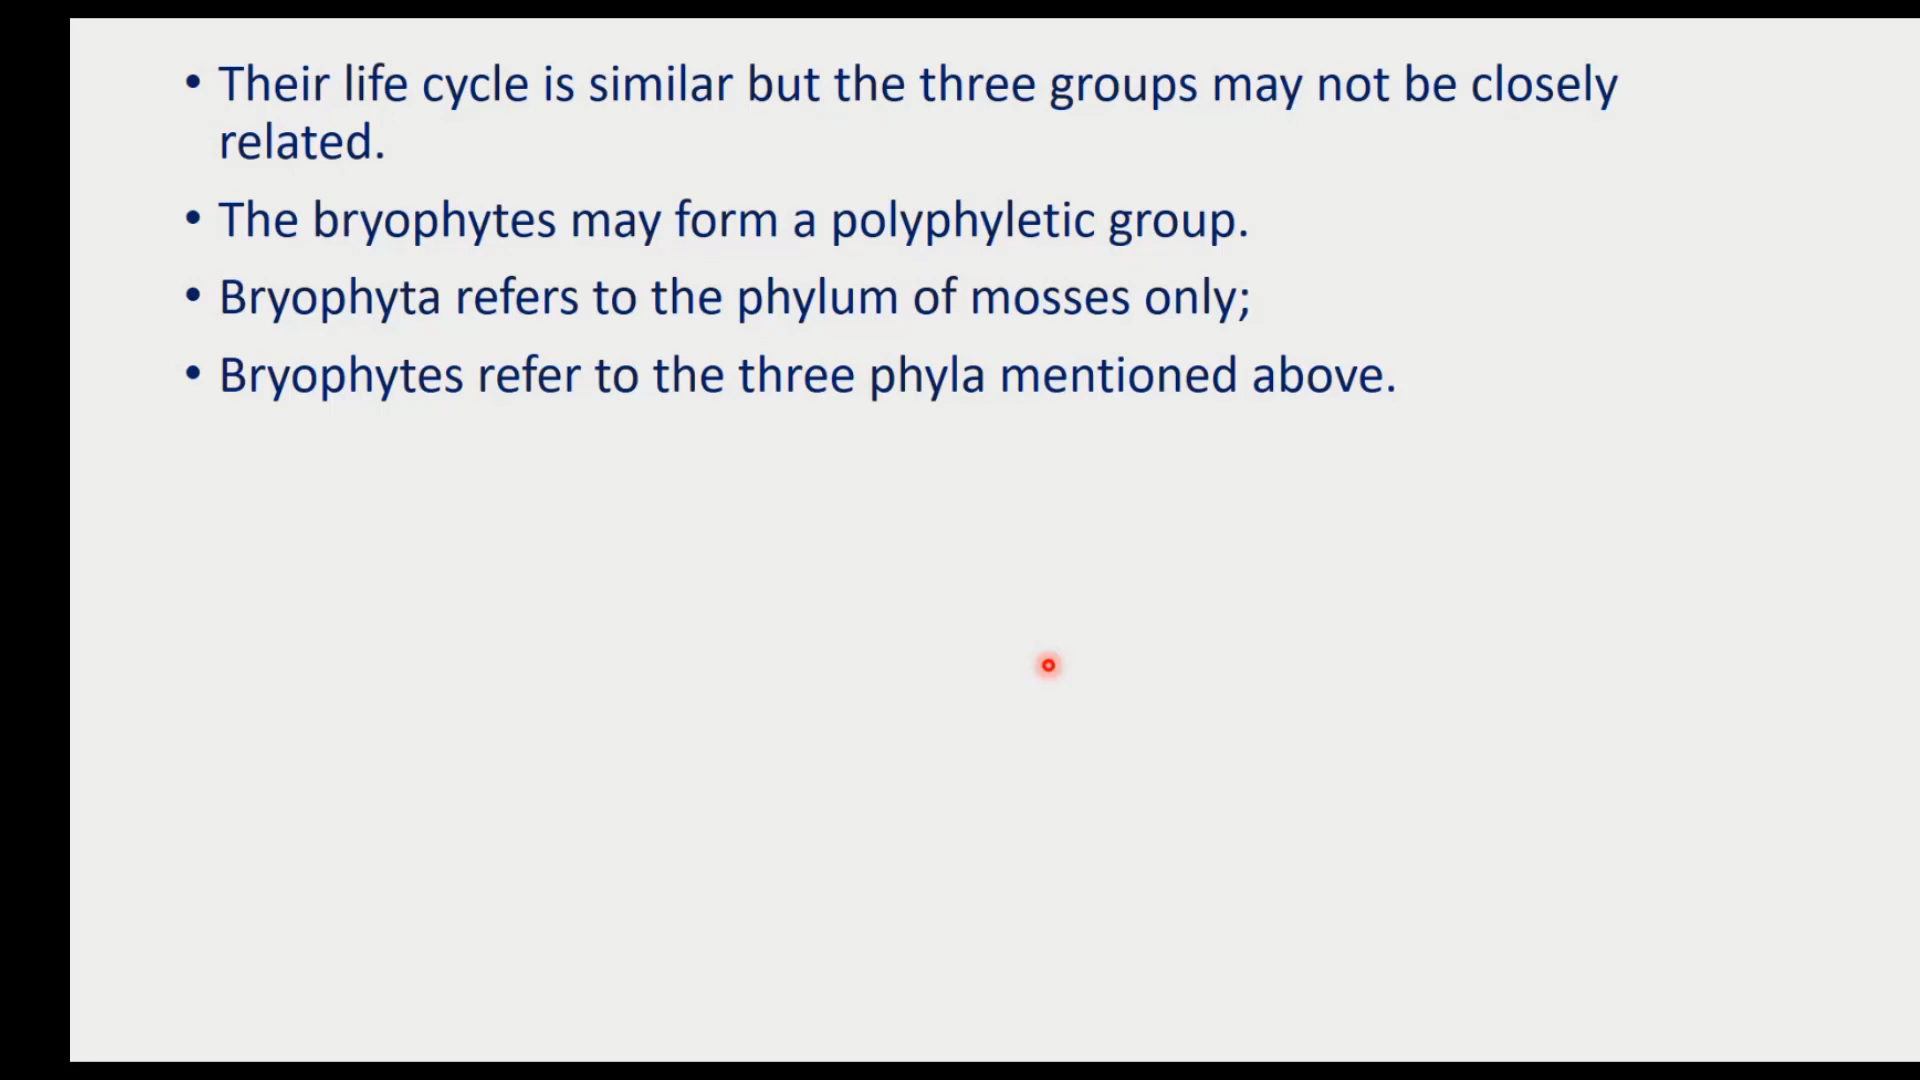 • Their life cycle is similar but the three groups may not be closely
related.
• The bryophytes may form a polyphyletic group.
• Bryophyta refers to the phylum of mosses only;
• Bryophytes refer to the three phyla mentioned above.